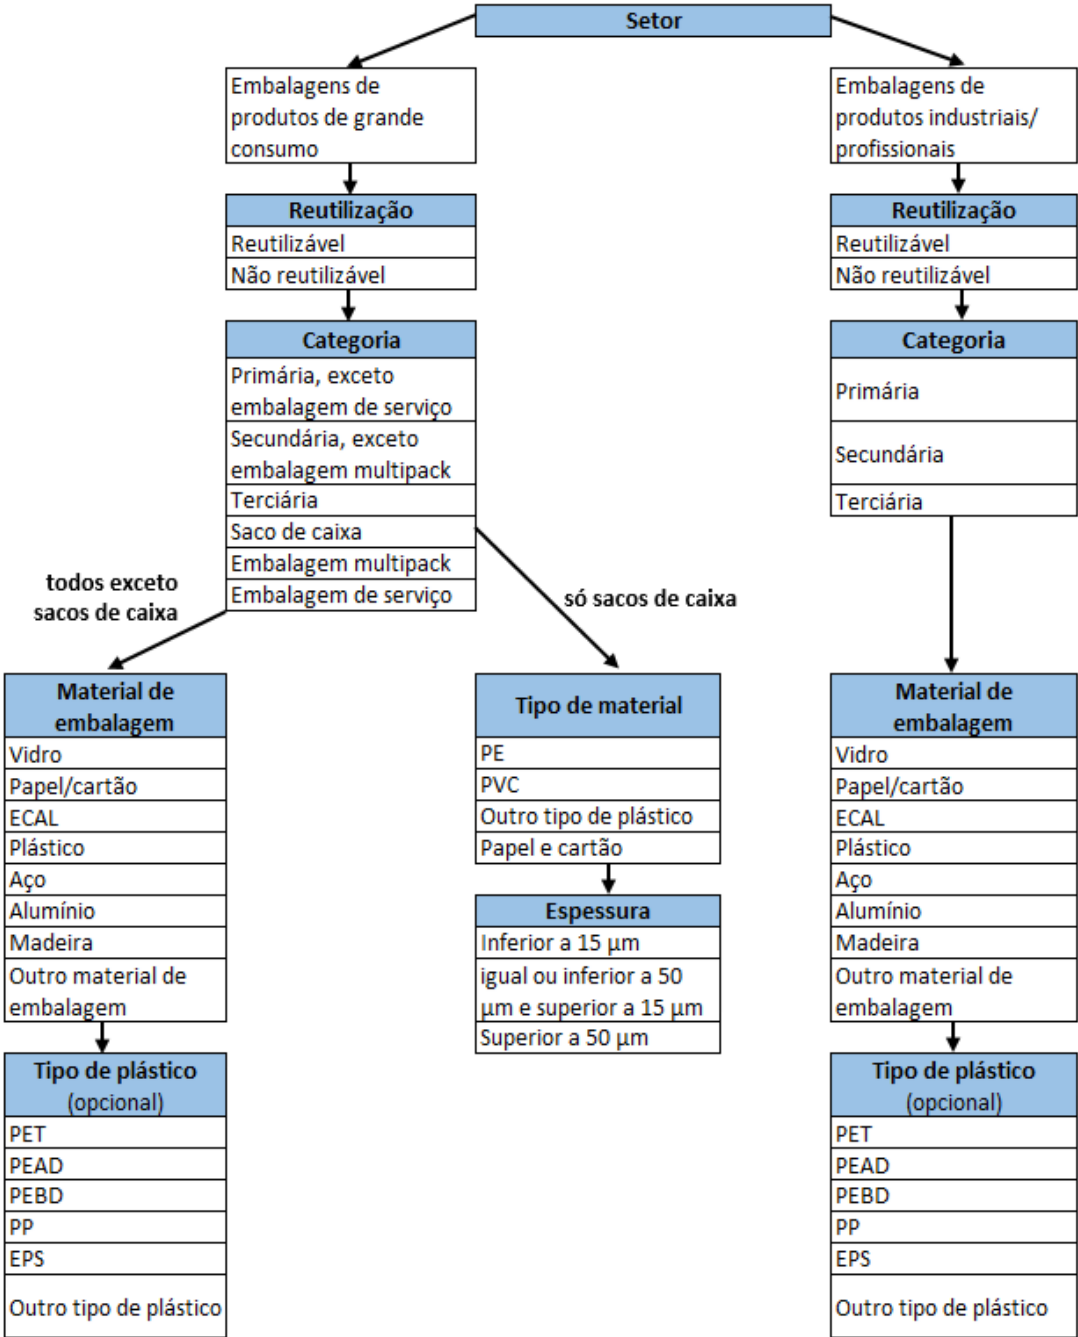 Setor
Embalagens de
produtos de grande
consumo
Reutilização
Reutilizável
Não reutilizável
Categoria
Primária, exceto
embalagem de serviço
Secundária, exceto
embalagem multipack
Terciária
Saco de caixa
Embalagem multipack
Embalagem de serviço
todos exceto
sacos de caixa
Material de
embalagem
Vidro
Papel/cartão
ECAL
Plástico
Aço
Alumínio
Madeira
Outro material de
embalagem
Tipo de plástico
(opcional)
PET
PEAD
PEBD
PP
EPS
Outro tipo de plástico
só sacos de caixa
Tipo de material
PE
PVC
Outro tipo de plástico
Papel e cartão
Espessura
Inferior a 15 μm
igual ou inferior a 50
μm e superior a 15 μm
Superior a 50 μm
Embalagens de
produtos industriais/
profissionais
Reutilização
Reutilizável
Não reutilizável
Categoria
Primária
Secundária
Terciária
Material de
embalagem
Vidro
Papel/cartão
ECAL
Plástico
Aço
Alumínio
Madeira
Outro material de
embalagem
Tipo de plástico
(opcional)
PET
PEAD
PEBD
PP
EPS
Outro tipo de plástico